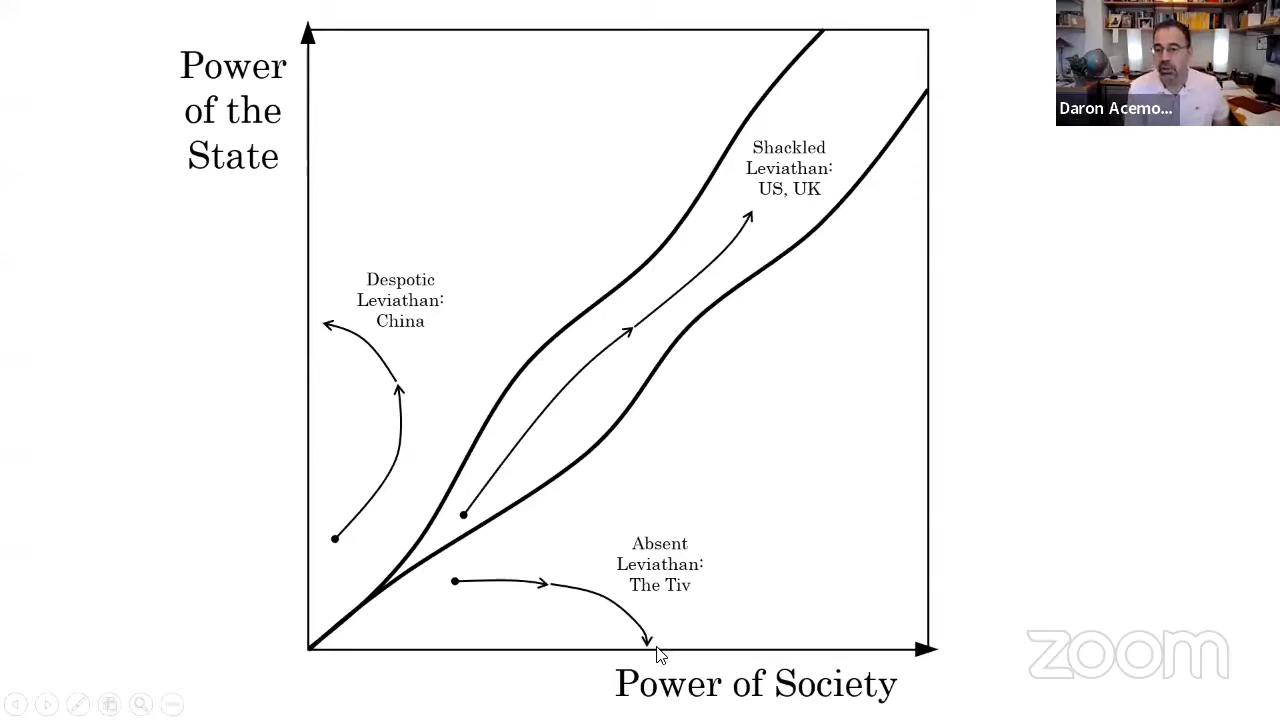 Power
of the
State
Shackled
Leviathan:
US, UK
Despotic
Leviathan:
China
Absent
Leviathan:
The Tiv
Power of Society
Daron Acemo...
zoom